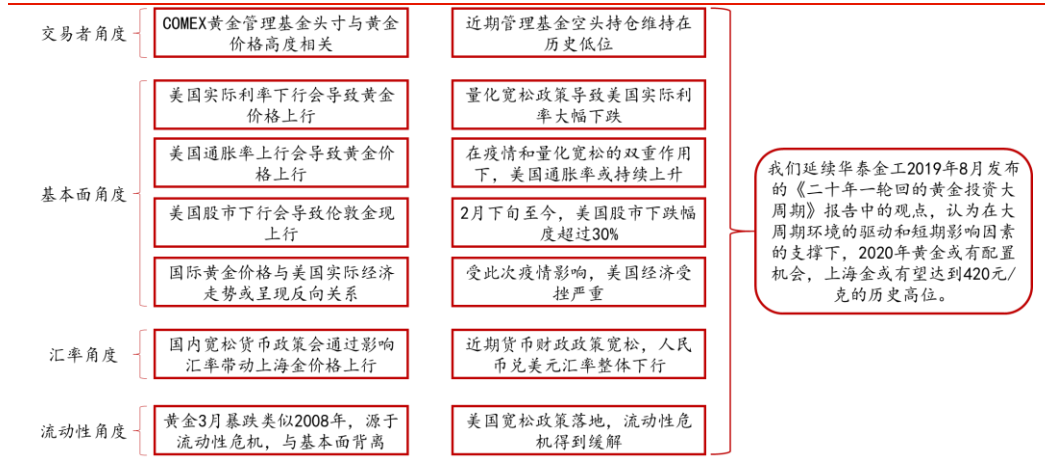 交易者角度
COMEX黄金管理基金头寸与黄金
价格高度相关
近期管理基金空头持仓维持在
历史低位
基本面角度
美国实际利率下行会导致黄金
价格上行
量化宽松政策导致美国实际利
率大幅下跌
美国通胀率上行会导致黄金价
格上行
在疫情和量化宽松的双重作用
下，美国通胀率或持续上升
美国股市下行会导致伦敦金现
上行
2月下旬至今，美国股市下跌幅
度超过30%
国际黄金价格与美国实际经济
走势或呈现反向关系
受此次疫情影响，美国经济受
挫严重
汇率角度
国内宽松货币政策会通过影响
汇率带动上海金价格上行
近期货币财政政策宽松，人民
币兑美元汇率整体下行
流动性角度
黄金3月暴跌类似2008年，源于
流动性危机，与基本面背离
美国宽松政策落地，流动性危
机得到缓解
我们延续华泰金工2019年8月发布
的《二十年一轮回的黄金投资大
周期》报告中的观点，认为在大
周期环境的驱动和短期影响因素
的支撑下，2020年黄金或有配置
机会，上海金或有望达到420元/
克的历史高位。